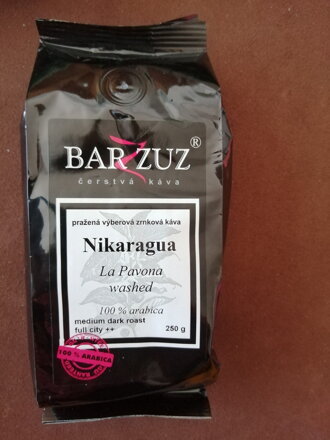 BARZUZ®
čerstvá káva
pražená výberová zrnková káva
Nikaragua
La Pavona
washed
100 % arabica
medium dark roast
full city ++
250 g
100 % ARABICA